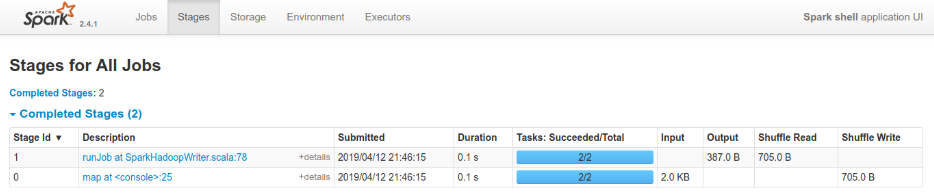 APACHE
Spark 2.4.1 Jobs Stages Storage Environment Executors Spark shell application UI
Stages for All Jobs
Completed Stages: 2
Completed Stages (2)
Stage Id ▼ Description Submitted Duration Tasks: Succeeded/Total Input Output Shuffle Read Shuffle Write
1 runJob at SparkHadoopWriter.scala:78 +details 2019/04/12 21:46:15 0.1 s 2/2 387.0 B 705.0 B
0 map at <console>:25 +details 2019/04/12 21:46:15 0.1 s 2/2 2.0 KB 705.0 B